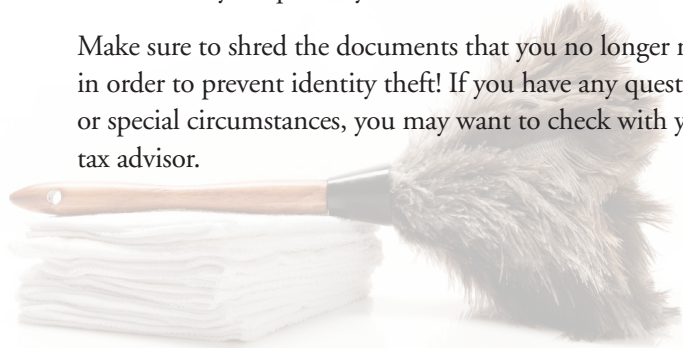 Make sure to shred the documents that you no longer
in order to prevent identity theft! If you have any
or special circumstances, you may want to check with
tax advisor.